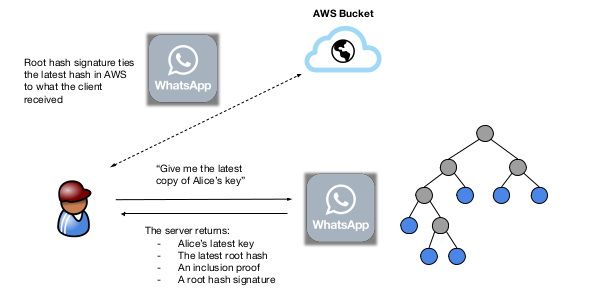 AWS Bucket
Root hash signature ties
the latest hash in AWS
to what the client
received
WhatsApp
"Give me the latest
copy of Alice's key"
WhatsApp
The server returns:
- Alice's latest key
- The latest root hash
- An inclusion proof
- A root hash signature